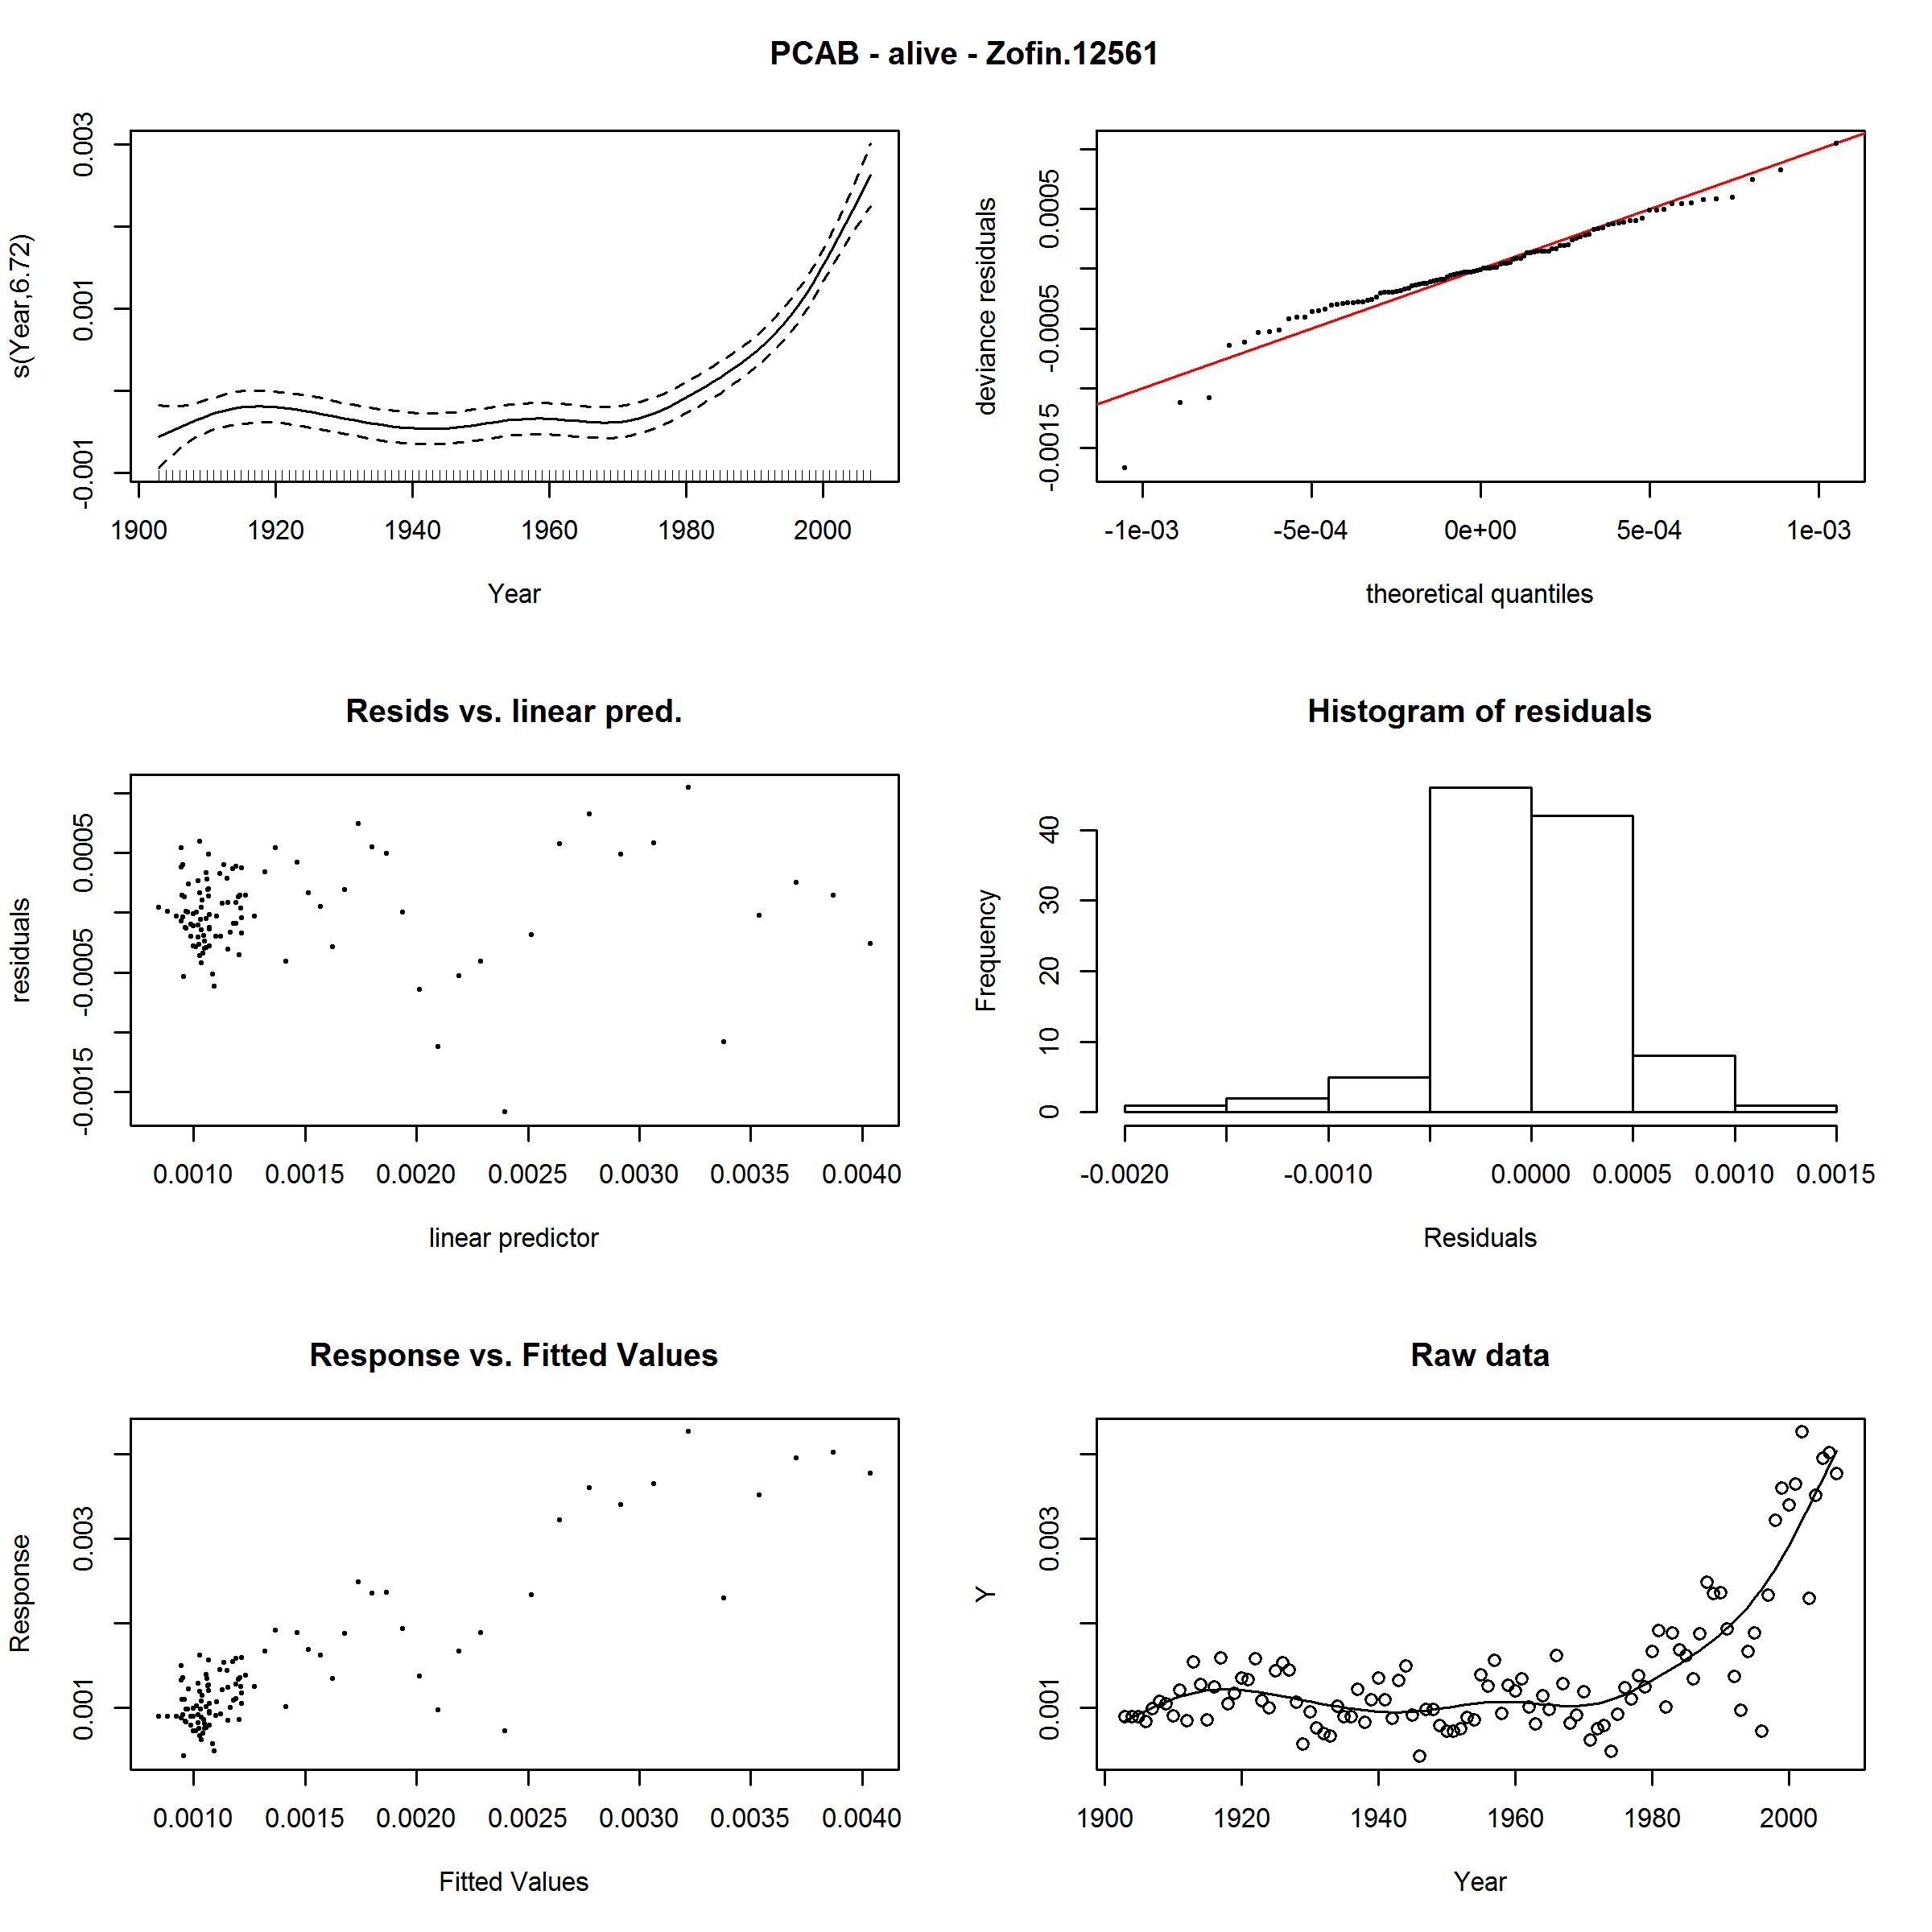 PCAB - alive - Zofin.12561
s(Year,6.72)
-0.001 0.001 0.003
1900 1920 1940 1960 1980 2000
Year
deviance residuals
-0.0015 -0.0005 0.0005
-1e-03 -5e-04 0e+00 5e-04 1e-03
theoretical quantiles
Resids vs. linear pred.
residuals
-0.0015 -0.0005 0.0005
0.0010 0.0015 0.0020 0.0025 0.0030 0.0035 0.0040
linear predictor
Histogram of residuals
Frequency
0 10 20 30 40
-0.0020 -0.0010 0.0000 0.0005 0.0010 0.0015
Residuals
Response vs. Fitted Values
Response
0.001 0.003
0.0010 0.0015 0.0020 0.0025 0.0030 0.0035 0.0040
Fitted Values
Raw data
Y
0.001 0.003
1900 1920 1940 1960 1980 2000
Year